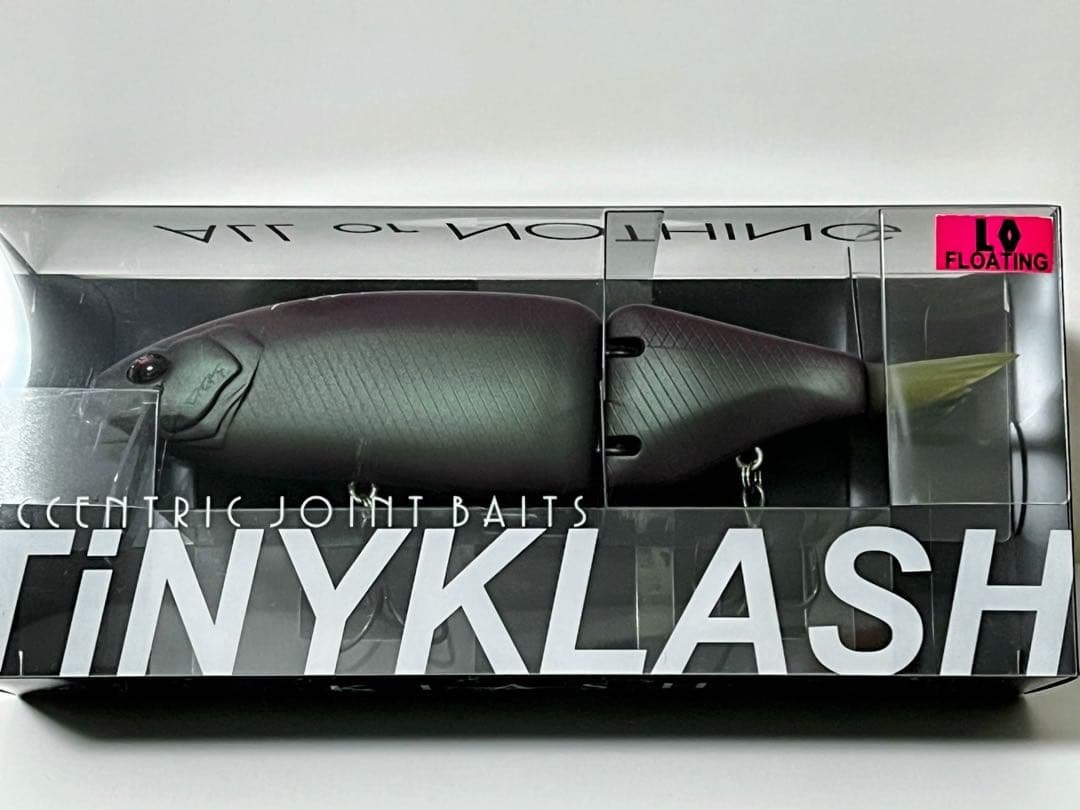 ALL OR NOTHING
LO
FLOATING
CCENTRIC JOINT BAITS
TiNYKLASH